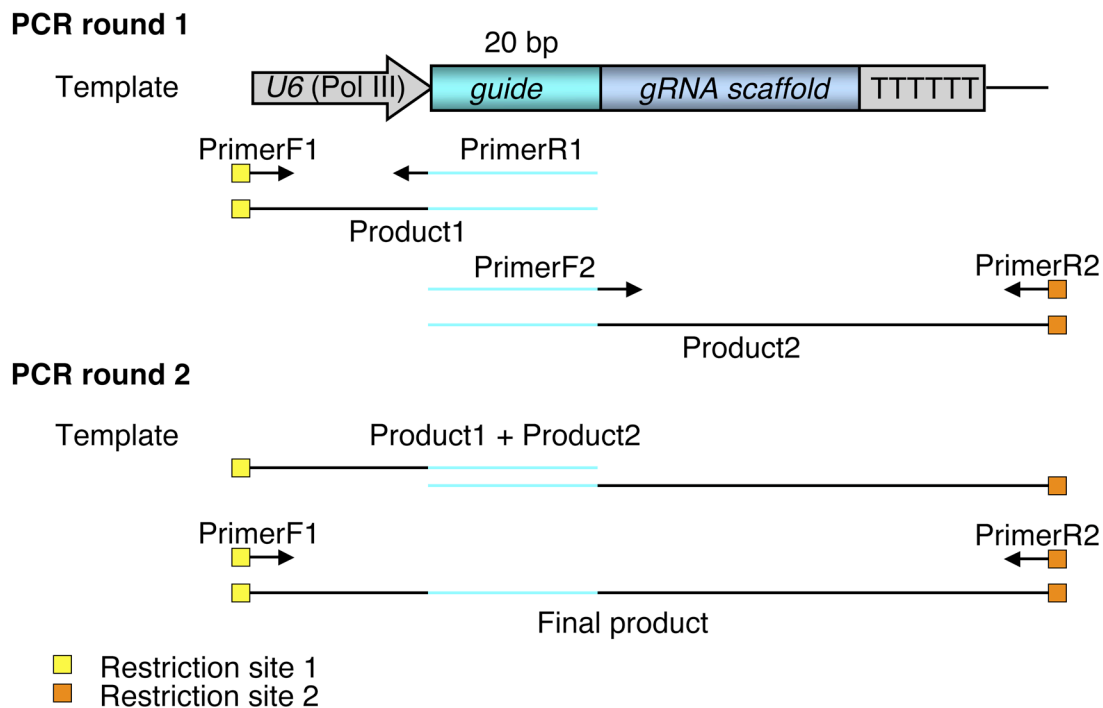 PCR round 1
20 bp
Template
U6 (Pol III)
guide
gRNA scaffold
TTTTTT
PrimerF1
PrimerR1
Product1
PrimerF2
PrimerR2
Product2
PCR round 2
Template
Product1 + Product2
PrimerF1
PrimerR2
Final product
Restriction site 1
Restriction site 2